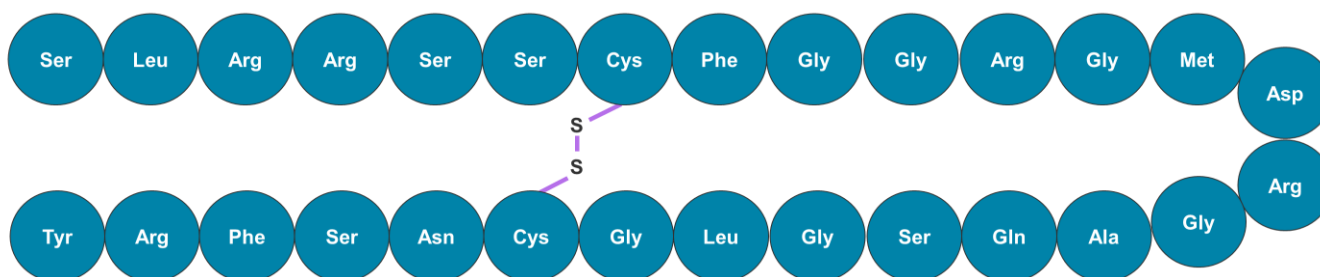 Ser Leu Arg Arg Ser Ser Cys Phe Gly Gly Arg Gly Met
Asp
S
S
Arg
Tyr Arg Phe Ser Asn Cys Gly Leu Gly Ser Gln Ala Gly